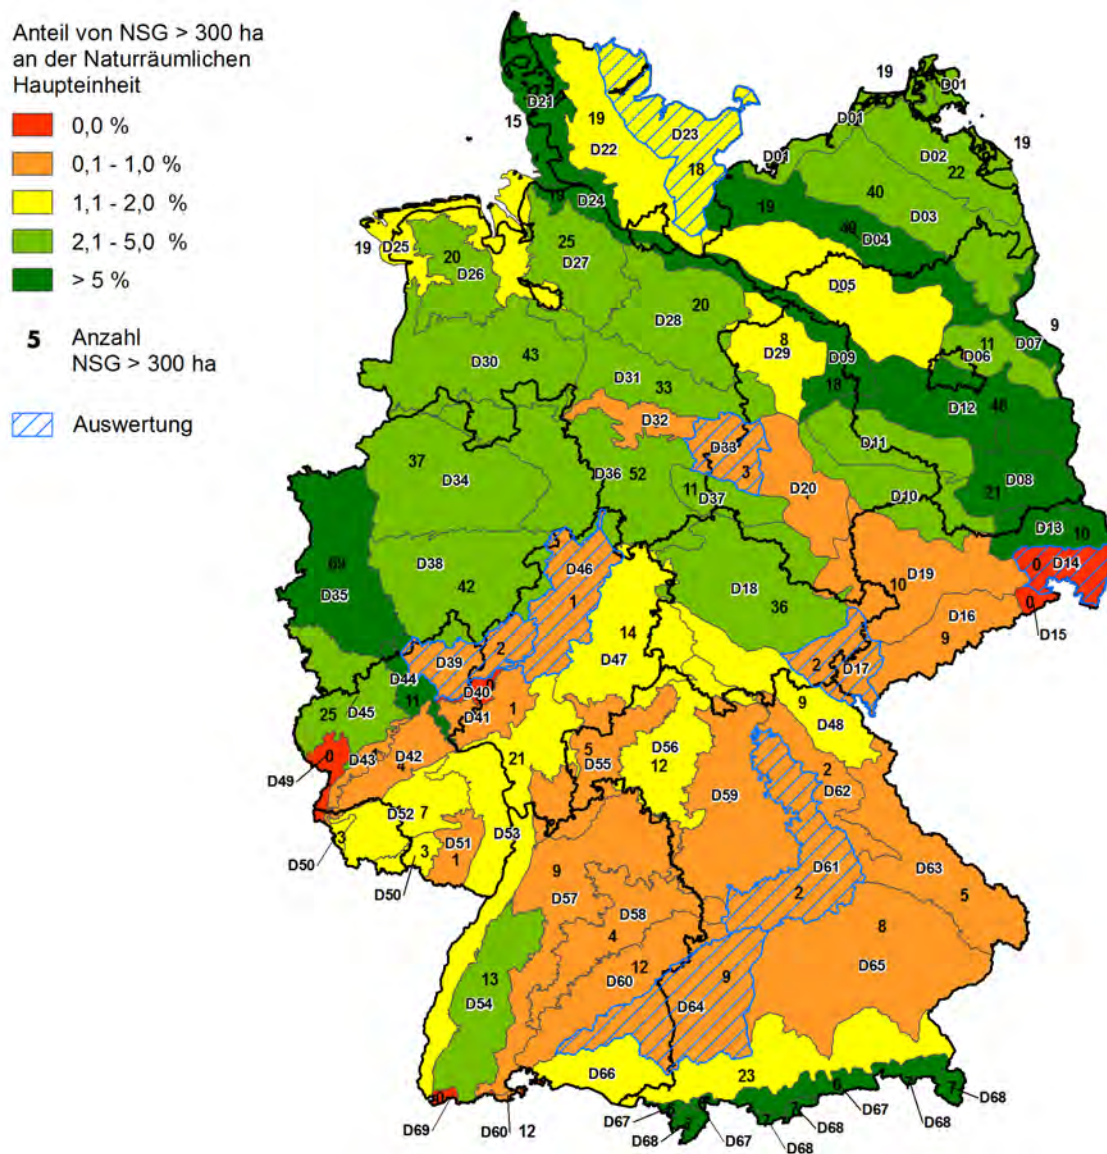 Anteil von NSG > 300 ha
an der Naturräumlichen
Haupteinheit
0,0 %
0,1 - 1,0 %
1,1 - 2,0 %
2,1 - 5,0 %
> 5 %
5 Anzahl
NSG > 300 ha
Auswertung
19 D01
D21
15 19
D22
D23
18
D01
D01
19
D02
22
40
D03
19
D04
D24
19 D25
20
D26
25
D27
20
D28
D05
9
D07
11
D06
8
D29
D09
18
D12
D30 43
D31 33
D32
D33
3
D11
37
D34
D36
52
11
D37
D20
D10
21
D08
D13
10
0
D14
0
D15
69
D35
D38
42
D46
1
D18
36
D19
10
D16
9
14
D47
2
D39
2
D17
D44
11
D40
D41
1
25
D45
0
D49
D43
D42
4
9
D48
21
5
D55
D56
12
D59
2
D62
7
D52
D53
D51
1
3
D50
3
D50
D61
2
D63
5
9
D57
D58
4
12
D60
8
D65
9
D64
13
D54
D66
23
0
D69
D60 12
D67
D68
D67
7
D68
D68
6
D67
D68
7
D68